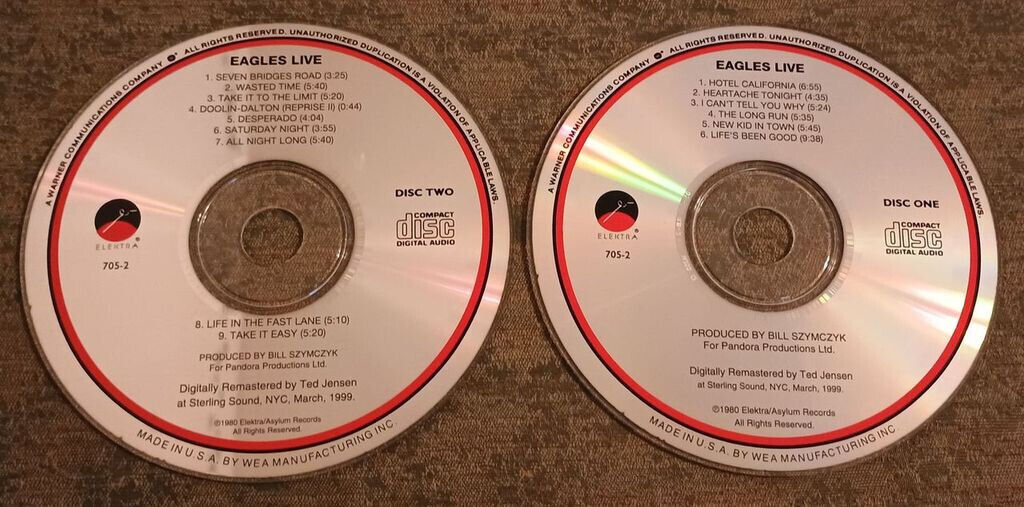 A WARNER COMMUNICATIONS COMPANY ALL RIGHTS RESERVED. UNAUTHORIZED DUPLICATION IS A VIOLATION OF APPLICABLE LAWS.
EAGLES LIVE
1. SEVEN BRIDGES ROAD (3:25)
2. WASTED TIME (5:40)
3. TAKE IT TO THE LIMIT (5:20)
4. DOOLIN-DALTON (REPRISE II) (0:44)
5. DESPERADO (4:04)
6. SATURDAY NIGHT (3:55)
7. ALL NIGHT LONG (5:40)
DISC TWO
COMPACT
disc
DIGITAL AUDIO
ELEKTRA®
705-2
8. LIFE IN THE FAST LANE (5:10)
9. TAKE IT EASY (5:20)
PRODUCED BY BILL SZYMCZYK
For Pandora Productions Ltd.
Digitally Remastered by Ted Jensen
at Sterling Sound, NYC, March, 1999.
℗1980 Elektra/Asylum Records
All Rights Reserved.
MADE IN U.S.A. BY WEA MANUFACTURING INC.
A WARNER COMMUNICATIONS COMPANY ALL RIGHTS RESERVED. UNAUTHORIZED DUPLICATION IS A VIOLATION OF APPLICABLE LAWS.
EAGLES LIVE
1. HOTEL CALIFORNIA (6:55)
2. HEARTACHE TONIGHT (4:35)
3. I CAN'T TELL YOU WHY (5:24)
4. THE LONG RUN (5:35)
5. NEW KID IN TOWN (5:45)
6. LIFE'S BEEN GOOD (9:38)
DISC ONE
COMPACT
disc
DIGITAL AUDIO
ELEKTRA®
705-2
PRODUCED BY BILL SZYMCZYK
For Pandora Productions Ltd.
Digitally Remastered by Ted Jensen
at Sterling Sound, NYC, March, 1999.
℗1980 Elektra/Asylum Records
All Rights Reserved.
MADE IN U.S.A. BY WEA MANUFACTURING INC.